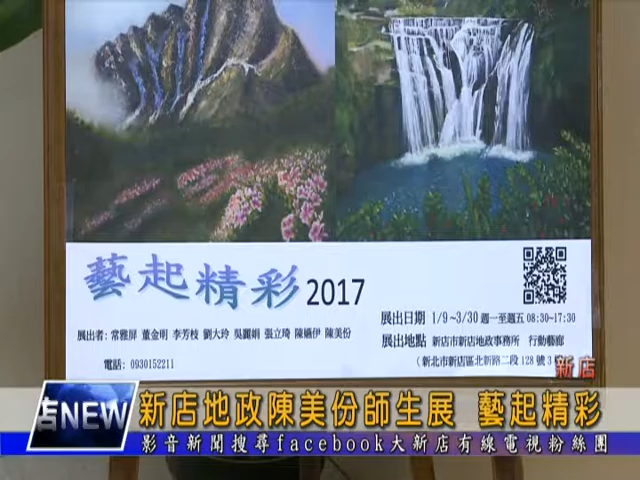 藝起精彩 2017
展出者: 常雅屏 董金明 李芳枝 劉大玲 吳麗娟 張立琦 陳嬿伊 陳美份
電話: 0930152211
展出日期 1/9~3/30 週一至週五 08:30~17:30
展出地點 新店市新店地政事務所 行動藝廊
(新北市新店區北新路二段 128 號 3
新店
店NEW
新店地政陳美份師生展 藝起精彩
影音新聞搜尋facebook大新店有線電視粉絲團